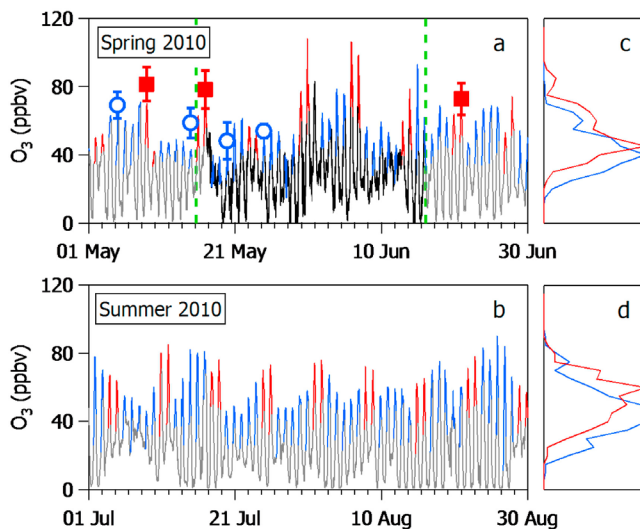 Spring 2010
a
c
O3 (ppbv)
120
80
40
0
01 May
21 May
10 Jun
30 Jun
Summer 2010
b
d
O3 (ppbv)
120
80
40
0
01 Jul
21 Jul
10 Aug
30 Aug